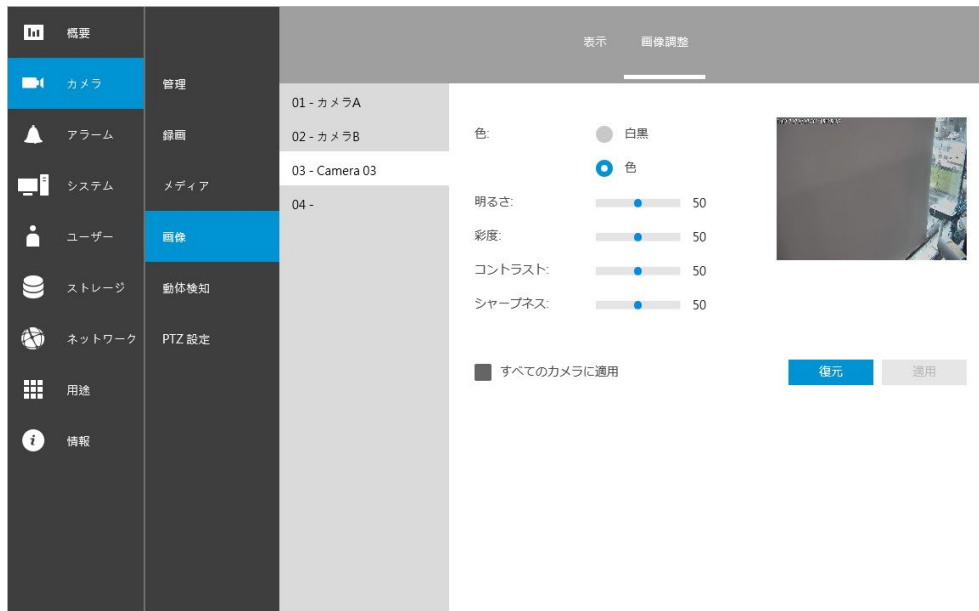 概要
カメラ
アラーム
システム
ユーザー
ストレージ
ネットワーク
用途
情報
管理
録画
メディア
画像
動体検知
PTZ 設定
表示 画像調整
01 - カメラA
02 - カメラB
03 - Camera 03
04 -
色: 白黒
色
明るさ: 50
彩度: 50
コントラスト: 50
シャープネス: 50
すべてのカメラに適用
復元 適用